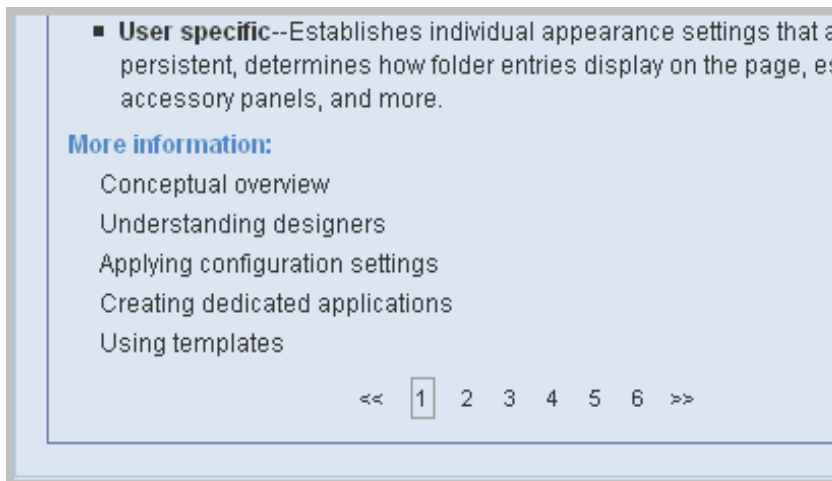 ■ User specific--Establishes individual appearance settings that
persistent, determines how folder entries display on the page,
accessory panels, and more.
More information:
Conceptual overview
Understanding designers
Applying configuration settings
Creating dedicated applications
Using templates
<< 1 2 3 4 5 6 >>